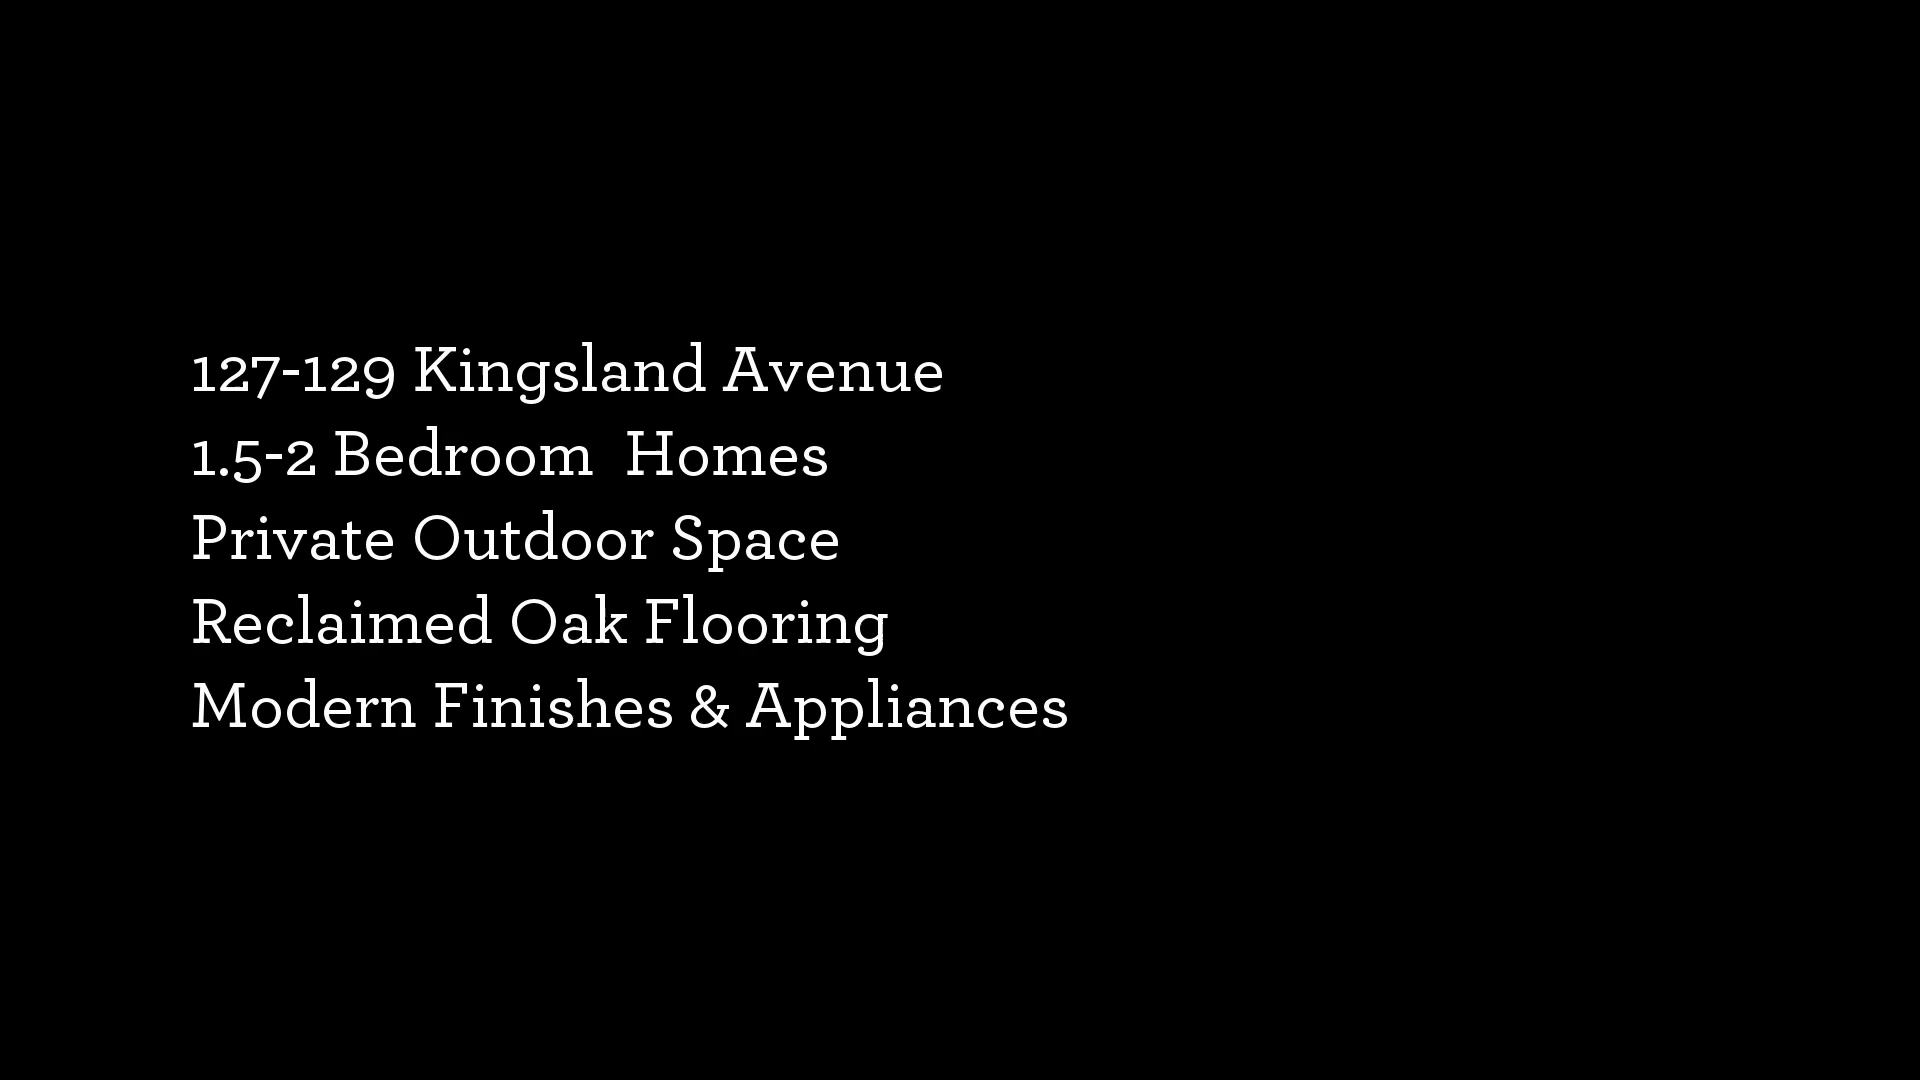 127-129 Kingsland Avenue
1.5-2 Bedroom  Homes
Private Outdoor Space
Reclaimed Oak Flooring
Modern Finishes & Appliances